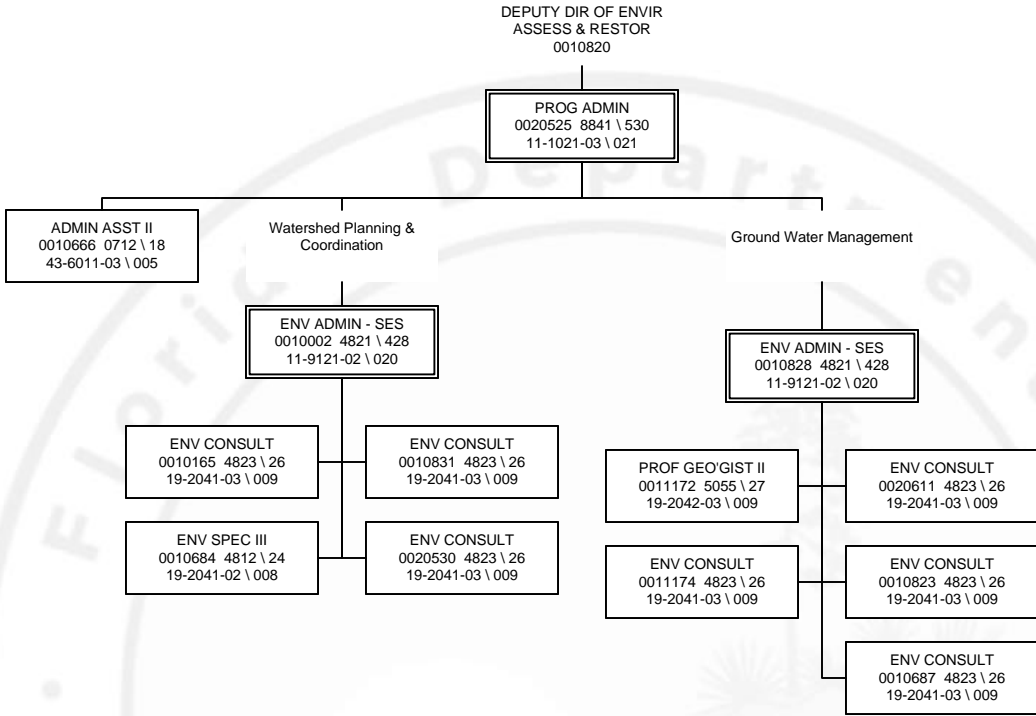 DEPUTY DIR OF ENVIR
ASSESS & RESTOR
0010820
PROG ADMIN
0020525 8841 \ 530
11-1021-03 \ 021
ADMIN ASST II
0010666 0712 \ 18
43-6011-03 \ 005
Watershed Planning &
Coordination
Ground Water Management
ENV ADMIN - SES
0010002 4821 \ 428
11-9121-02 \ 020
ENV ADMIN - SES
0010828 4821 \ 428
11-9121-02 \ 020
ENV CONSULT
0010165 4823 \ 26
19-2041-03 \ 009
ENV CONSULT
0010831 4823 \ 26
19-2041-03 \ 009
ENV SPEC III
0010684 4812 \ 24
19-2041-02 \ 008
ENV CONSULT
0020530 4823 \ 26
19-2041-03 \ 009
PROF GEO'GIST II
0011172 5055 \ 27
19-2042-03 \ 009
ENV CONSULT
0020611 4823 \ 26
19-2041-03 \ 009
ENV CONSULT
0011174 4823 \ 26
19-2041-03 \ 009
ENV CONSULT
0010823 4823 \ 26
19-2041-03 \ 009
ENV CONSULT
0010687 4823 \ 26
19-2041-03 \ 009
Florida Departmen